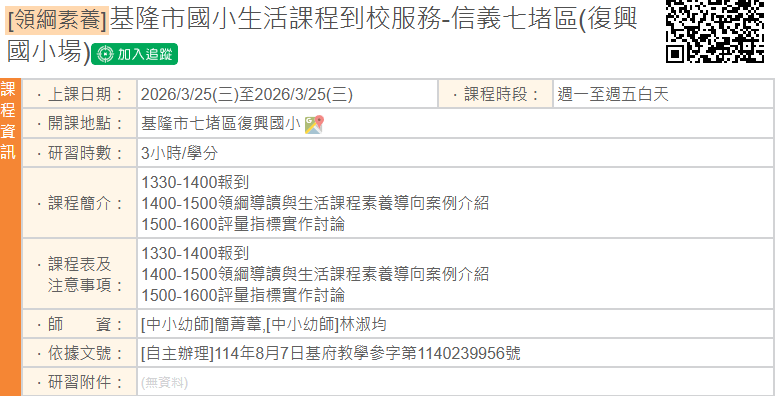 [領綱素養]基隆市國小生活課程到校服務-信義七堵區(復興
國小場) 加入追蹤
課程資訊
．上課日期： 2026/3/25(三)至2026/3/25(三) ．課程時段： 週一至週五白天
．開課地點： 基隆市七堵區復興國小
．研習時數： 3小時/學分
．課程簡介： 1330-1400報到
1400-1500領綱導讀與生活課程素養導向案例介紹
1500-1600評量指標實作討論
．課程表及
注意事項： 1330-1400報到
1400-1500領綱導讀與生活課程素養導向案例介紹
1500-1600評量指標實作討論
．師　　資： [中小幼師]簡菁葦,[中小幼師]林淑均
．依據文號： [自主辦理]114年8月7日基府教學參字第1140239956號
．研習附件： (無資料)